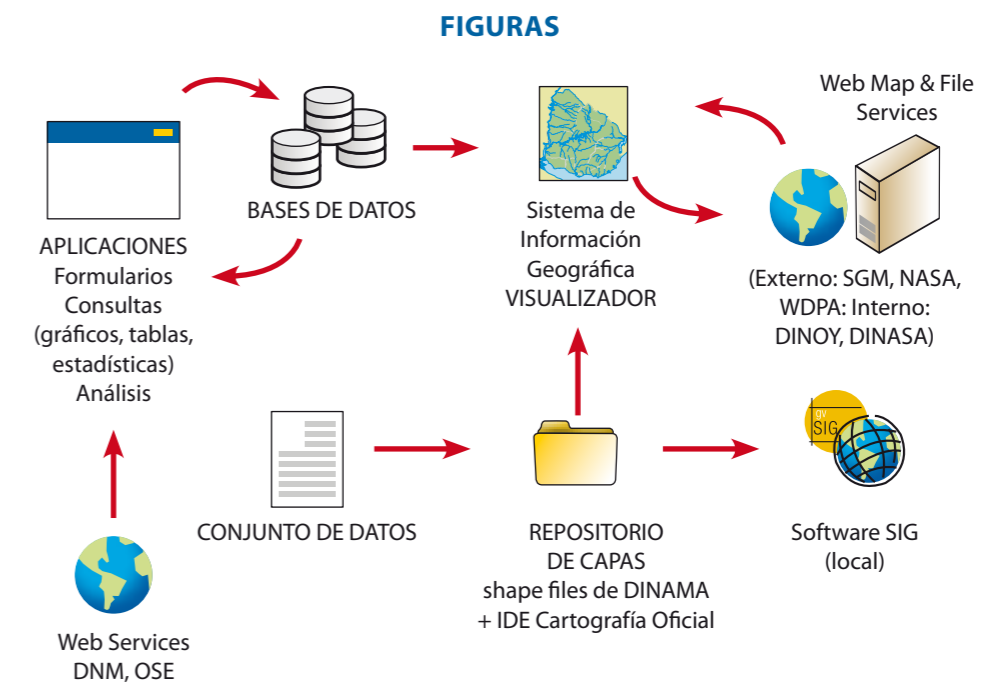 FIGURAS
Web Map & File
Services
BASES DE DATOS
APLICACIONES
Formularios
Consultas
(gráficos, tablas,
estadísticas)
Análisis
Sistema de
Información
Geográfica
VISUALIZADOR
(Externo: SGM, NASA,
WDPA: Interno:
DINOY, DINASA)
gv
SIG
CONJUNTO DE DATOS
REPOSITORIO
DE CAPAS
shape files de DINAMA
+ IDE Cartografía Oficial
Software SIG
(local)
Web Services
DNM, OSE